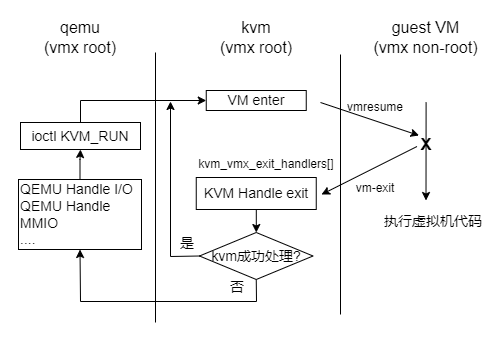 qemu
(vmx root)
kvm
(vmx root)
guest VM
(vmx non-root)
VM enter
vmresume
ioctl KVM_RUN
X
kvm_vmx_exit_handlers[]
QEMU Handle I/O
QEMU Handle
MMIO
....
KVM Handle exit
vm-exit
执行虚拟机代码
是
kvm成功处理?
否